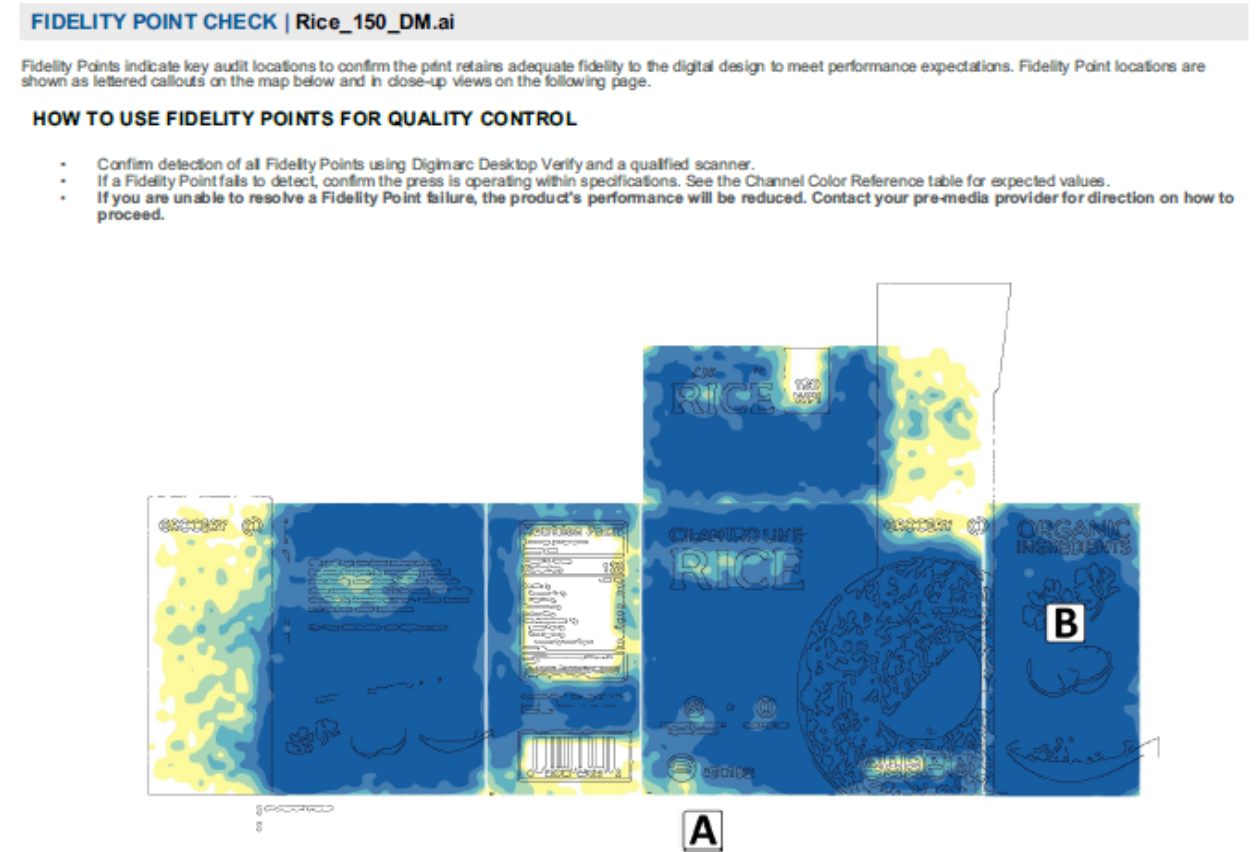 FIDELITY POINT CHECK | Rice_150_DM.ai
Fidelity Points indicate key audit locations to confirm the print retains adequate fidelity to the digital design to meet performance expectations. Fidelity Point locations are
shown as lettered callouts on the map below and in close-up views on the following page.
HOW TO USE FIDELITY POINTS FOR QUALITY CONTROL
- Confirm detection of all Fidelity Points using Digimarc Desktop Verify and a qualified scanner.
- If a Fidelity Point fails to detect, confirm the press is operating within specifications. See the Channel Color Reference table for expected values.
- If you are unable to resolve a Fidelity Point failure, the product's performance will be reduced. Contact your pre-media provider for direction on how to
proceed.
RICE
CILANTRO LIME
RICE
ORGANIC
INGREDIENTS
B
A